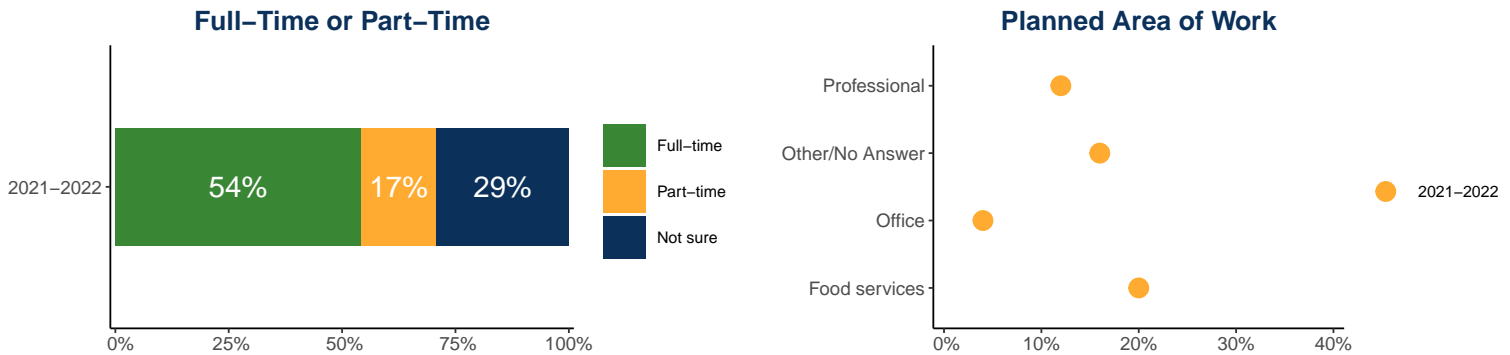 Full−Time or Part−Time
2021−2022
54%
17%
29%
Full−time
Part−time
Not sure
0%
25%
50%
75%
100%
Planned Area of Work
Professional
Other/No Answer
Office
Food services
2021−2022
0%
10%
20%
30%
40%